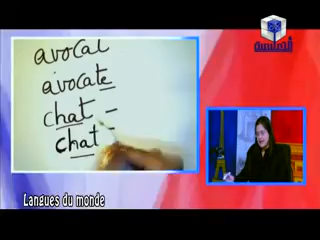 avocat
avocate
chat -
chat
Langues du monde